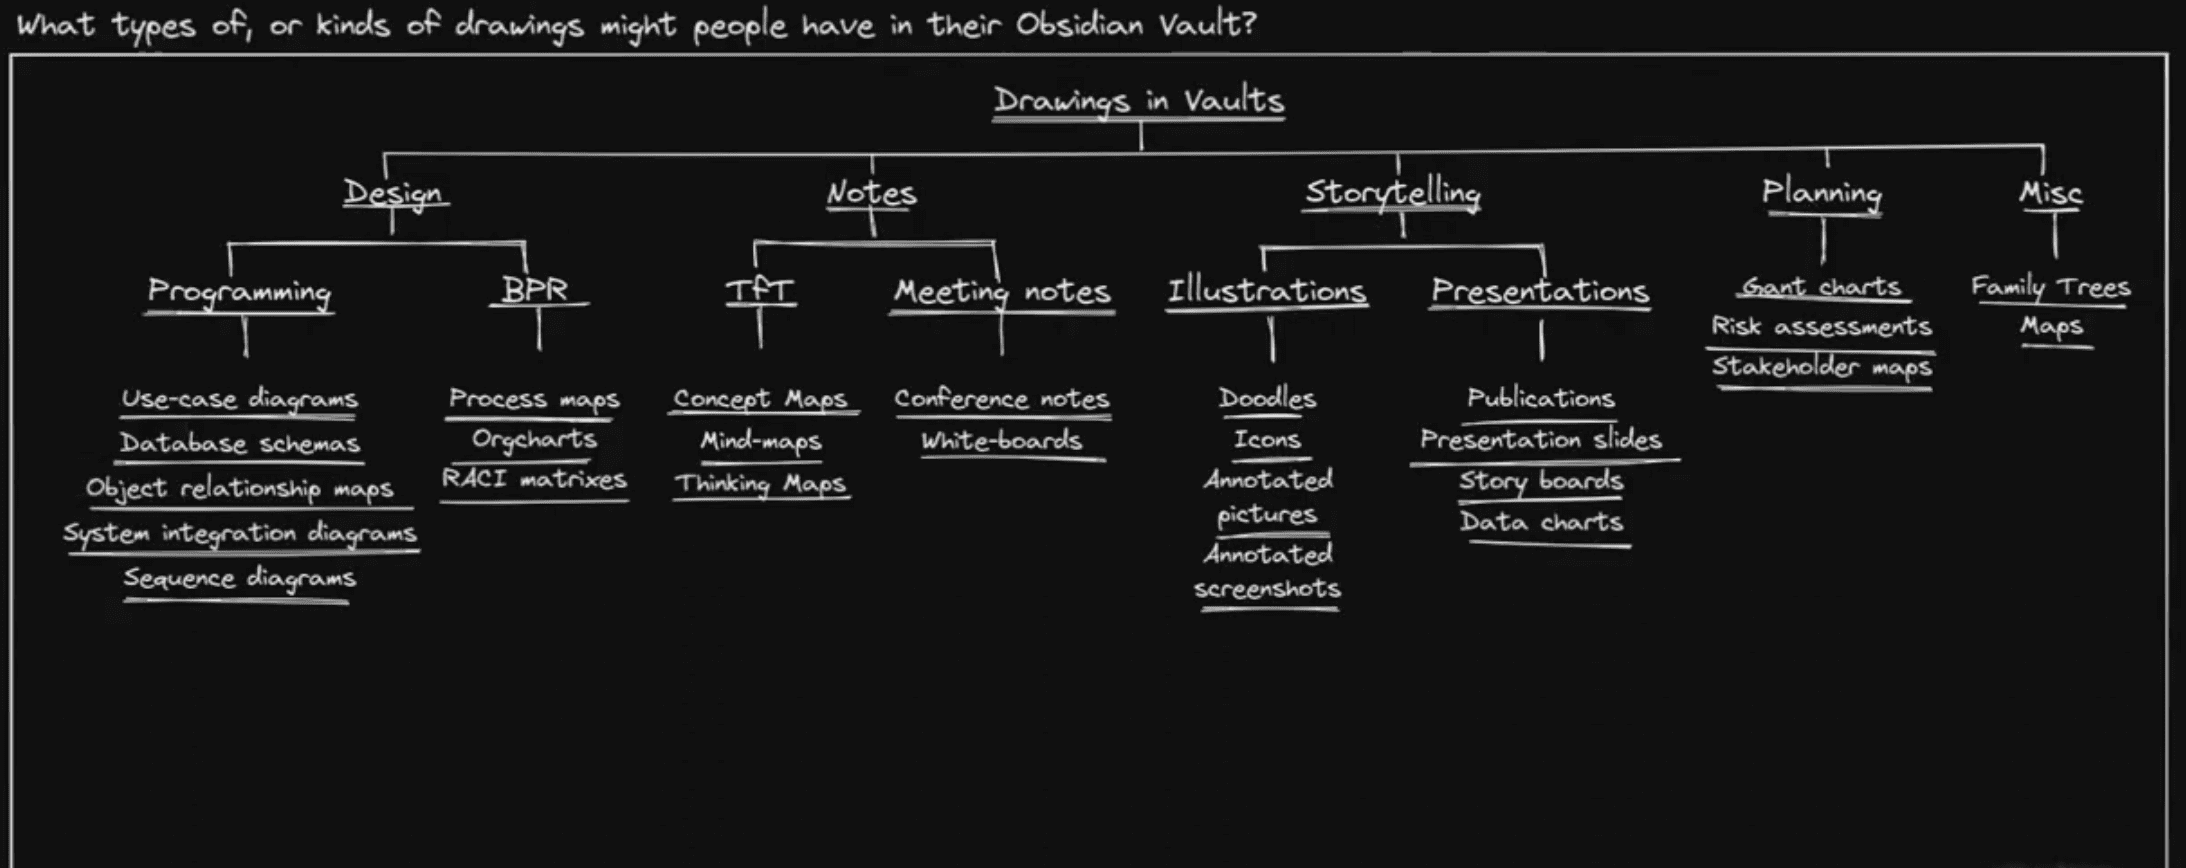 What types of, or kinds of drawings might people have in their Obsidian Vault?
Drawings in Vaults
Design
Notes
Storytelling
Planning
Misc
Programming
BPR
TfT
Meeting notes
Illustrations
Presentations
Gant charts
Risk assessments
Stakeholder maps
Family Trees
Maps
Use-case diagrams
Database schemas
Object relationship maps
System integration diagrams
Sequence diagrams
Process maps
Orgcharts
RACI matrixes
Concept Maps
Mind-maps
Thinking Maps
Conference notes
White-boards
Doodles
Icons
Annotated
pictures
Annotated
screenshots
Publications
Presentation slides
Story boards
Data charts